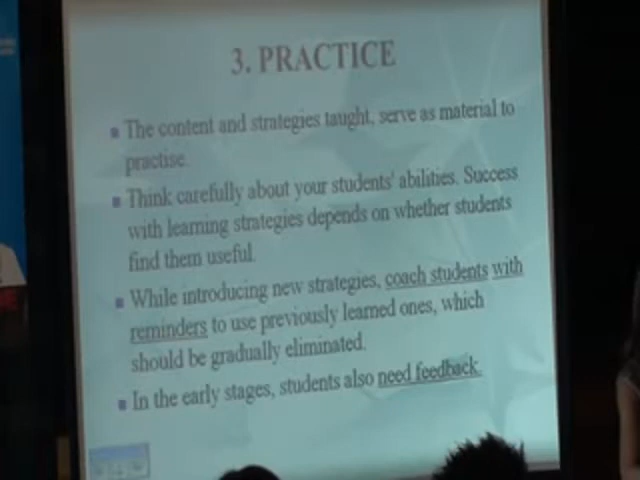 3. PRACTICE
The content and strategies taught, serve as material to
practise.
Think carefully about your students' abilities. Success
with learning strategies depends on whether students
find them useful.
While introducing new strategies, coach students with
reminders to use previously learned ones, which
should be gradually eliminated.
In the early stages, students also need feedback.